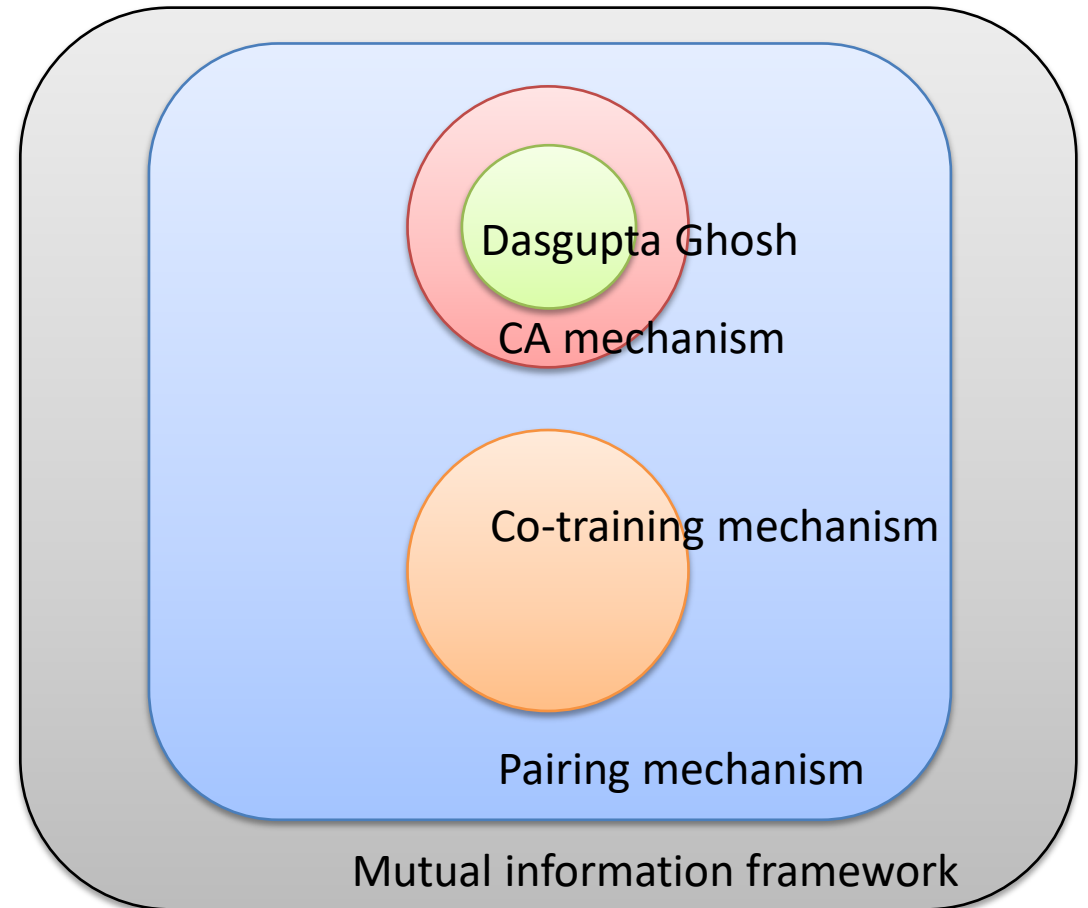 Dasgupta Ghosh
CA mechanism
Co-training mechanism
Pairing mechanism
Mutual information framework